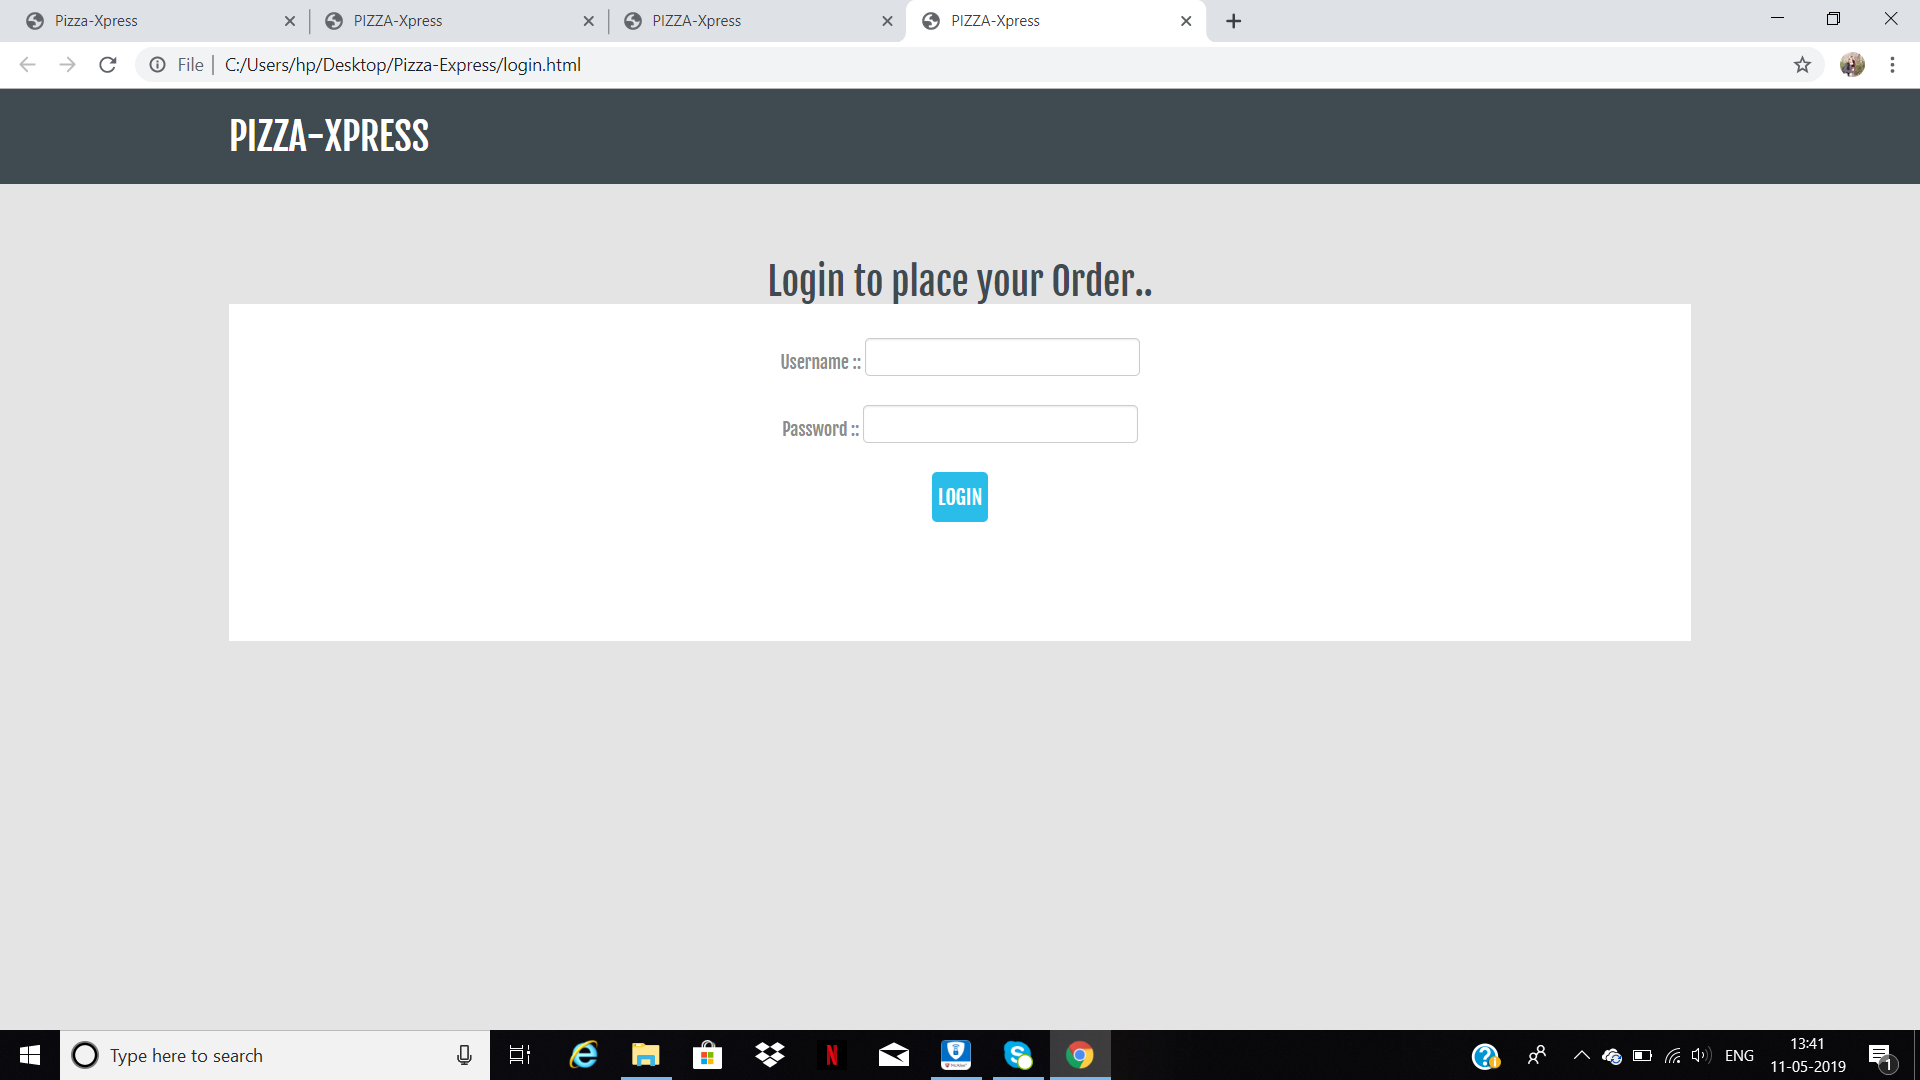 Pizza-Xpress
PIZZA-Xpress
PIZZA-Xpress
PIZZA-Xpress
File
C:/Users/hp/Desktop/Pizza-Express/login.html
PIZZA-XPRESS
Login to place your Order..
Username ::
Password ::
LOGIN
Type here to search
N
ENG
13:41
11-05-2019
1